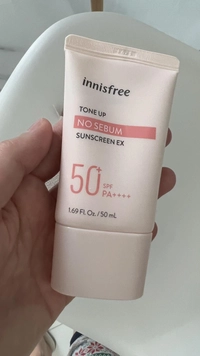 innisfree
TONE UP
NO SEBUM
SUNSCREEN EX
50+ SPF
PA++++
1.69 FL.OZ. / 50 mL